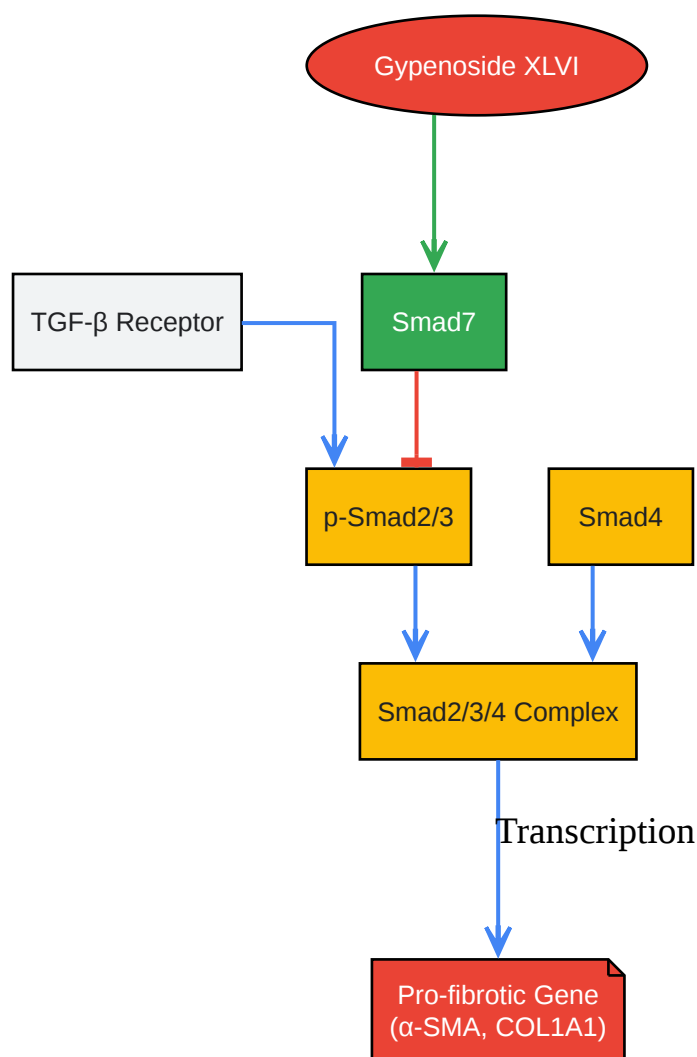 Gypenoside XLVI
TGF-β Receptor
Smad7
p-Smad2/3
Smad4
Smad2/3/4 Complex
Transcription
Pro-fibrotic Gene
(α-SMA, COL1A1)